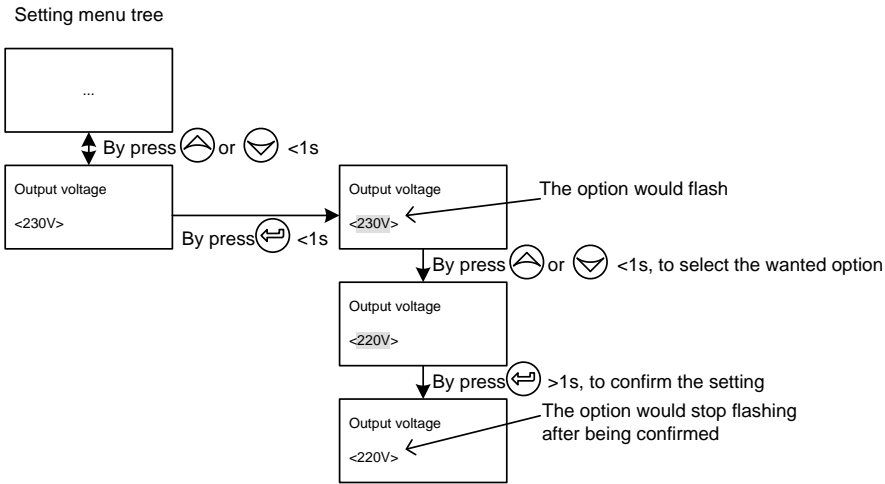 Setting menu tree
...
By press or <1s
Output voltage
<230V>
By press <1s
Output voltage
<230V>
The option would flash
By press or <1s, to select the wanted option
Output voltage
<220V>
By press >1s, to confirm the setting
Output voltage
<220V>
The option would stop flashing
after being confirmed